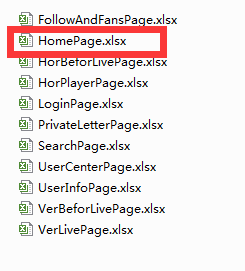 FollowAndFansPage.xlsx
HomePage.xlsx
HorBeforLivePage.xlsx
HorPlayerPage.xlsx
LoginPage.xlsx
PrivateLetterPage.xlsx
SearchPage.xlsx
UserCenterPage.xlsx
UserInfoPage.xlsx
VerBeforLivePage.xlsx
VerLivePage.xlsx